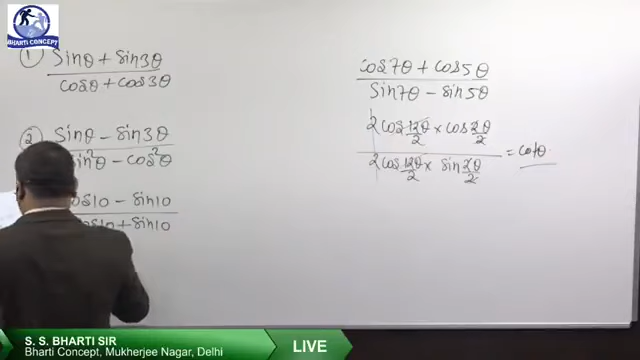 BHARTI CONCEPT
① sinθ + sin3θ
cosθ + cos3θ
② sinθ − sin3θ
sin²θ − cos²θ
cos10 − sin10
cos10 + sin10
cos7θ + cos5θ
sin7θ − sin5θ
2 cos 12θ/2 × cos 2θ/2
2 cos 12θ/2 × sin 2θ/2 = cotθ
S. S. BHARTI SIR
Bharti Concept, Mukherjee Nagar, Delhi
LIVE